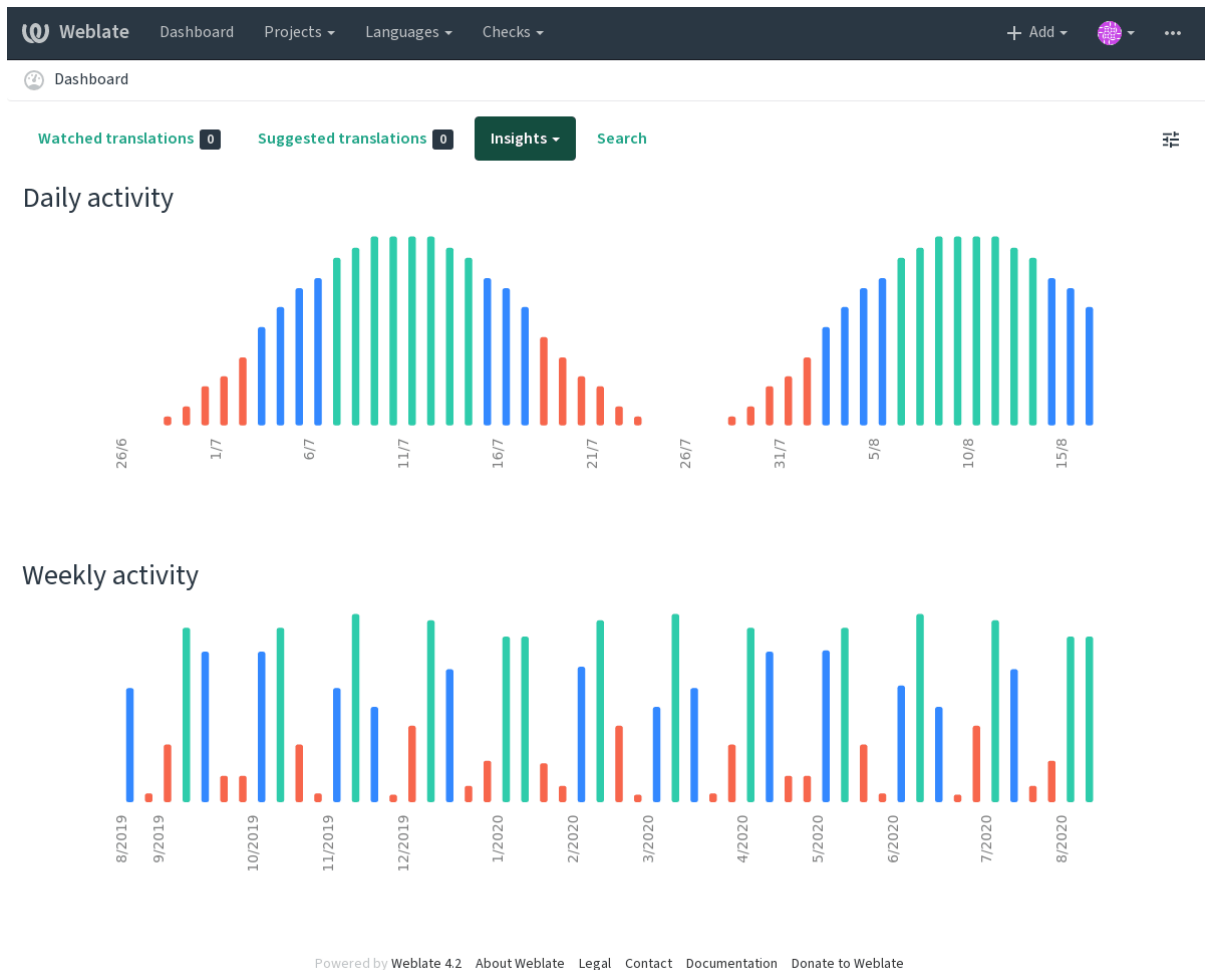 Weblate Dashboard Projects Languages Checks Add
Dashboard
Watched translations 0 Suggested translations 0 Insights Search
Daily activity
26/6 1/7 6/7 11/7 16/7 21/7 26/7 31/7 5/8 10/8 15/8
Weekly activity
8/2019 9/2019 10/2019 11/2019 12/2019 1/2020 2/2020 3/2020 4/2020 5/2020 6/2020 7/2020 8/2020
Powered by Weblate 4.2 About Weblate Legal Contact Documentation Donate to Weblate